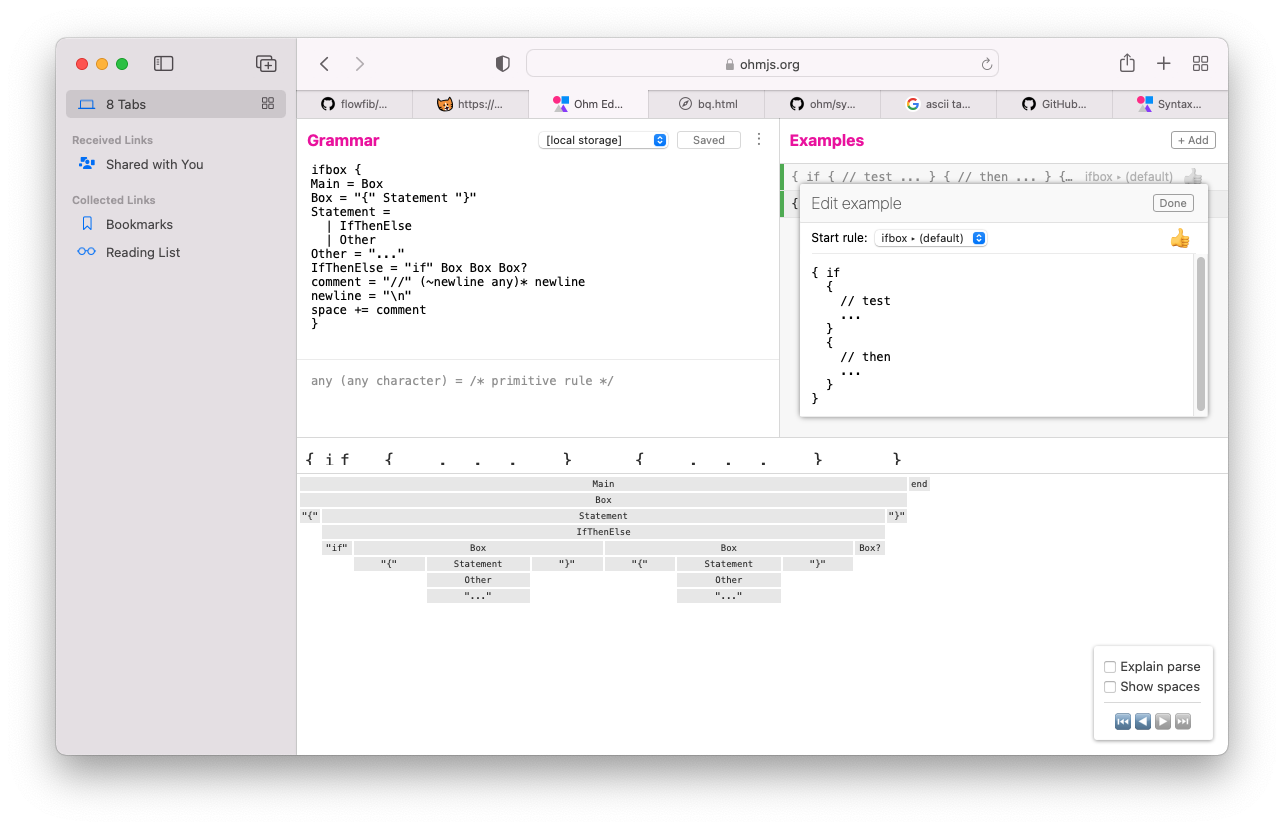 ohmjs.org
8 Tabs
flowfib/...
https://...
Ohm Ed...
bq.html
ohm/sy...
ascii ta...
GitHub...
Syntax...
Received Links
Shared with You
Collected Links
Bookmarks
Reading List
Grammar
[local storage]
Saved
ifbox {
Main = Box
Box = "{" Statement "}"
Statement =
  | IfThenElse
  | Other
Other = "..."
IfThenElse = "if" Box Box Box?
comment = "//" (~newline any)* newline
newline = "\n"
space += comment
}
any (any character) = /* primitive rule */
Examples
+ Add
{ if { // test ... } { // then ... } {… ifbox ▸ (default)
{
Edit example
Done
Start rule: ifbox ▸ (default)
{ if
  {
    // test
    ...
  }
  {
    // then
    ...
  }
}
{ i f { . . . } { . . . } }
Main end
Box
"{" Statement "}"
IfThenElse
"if" Box Box Box?
"{" Statement "}" "{" Statement "}"
Other Other
"..." "..."
Explain parse
Show spaces